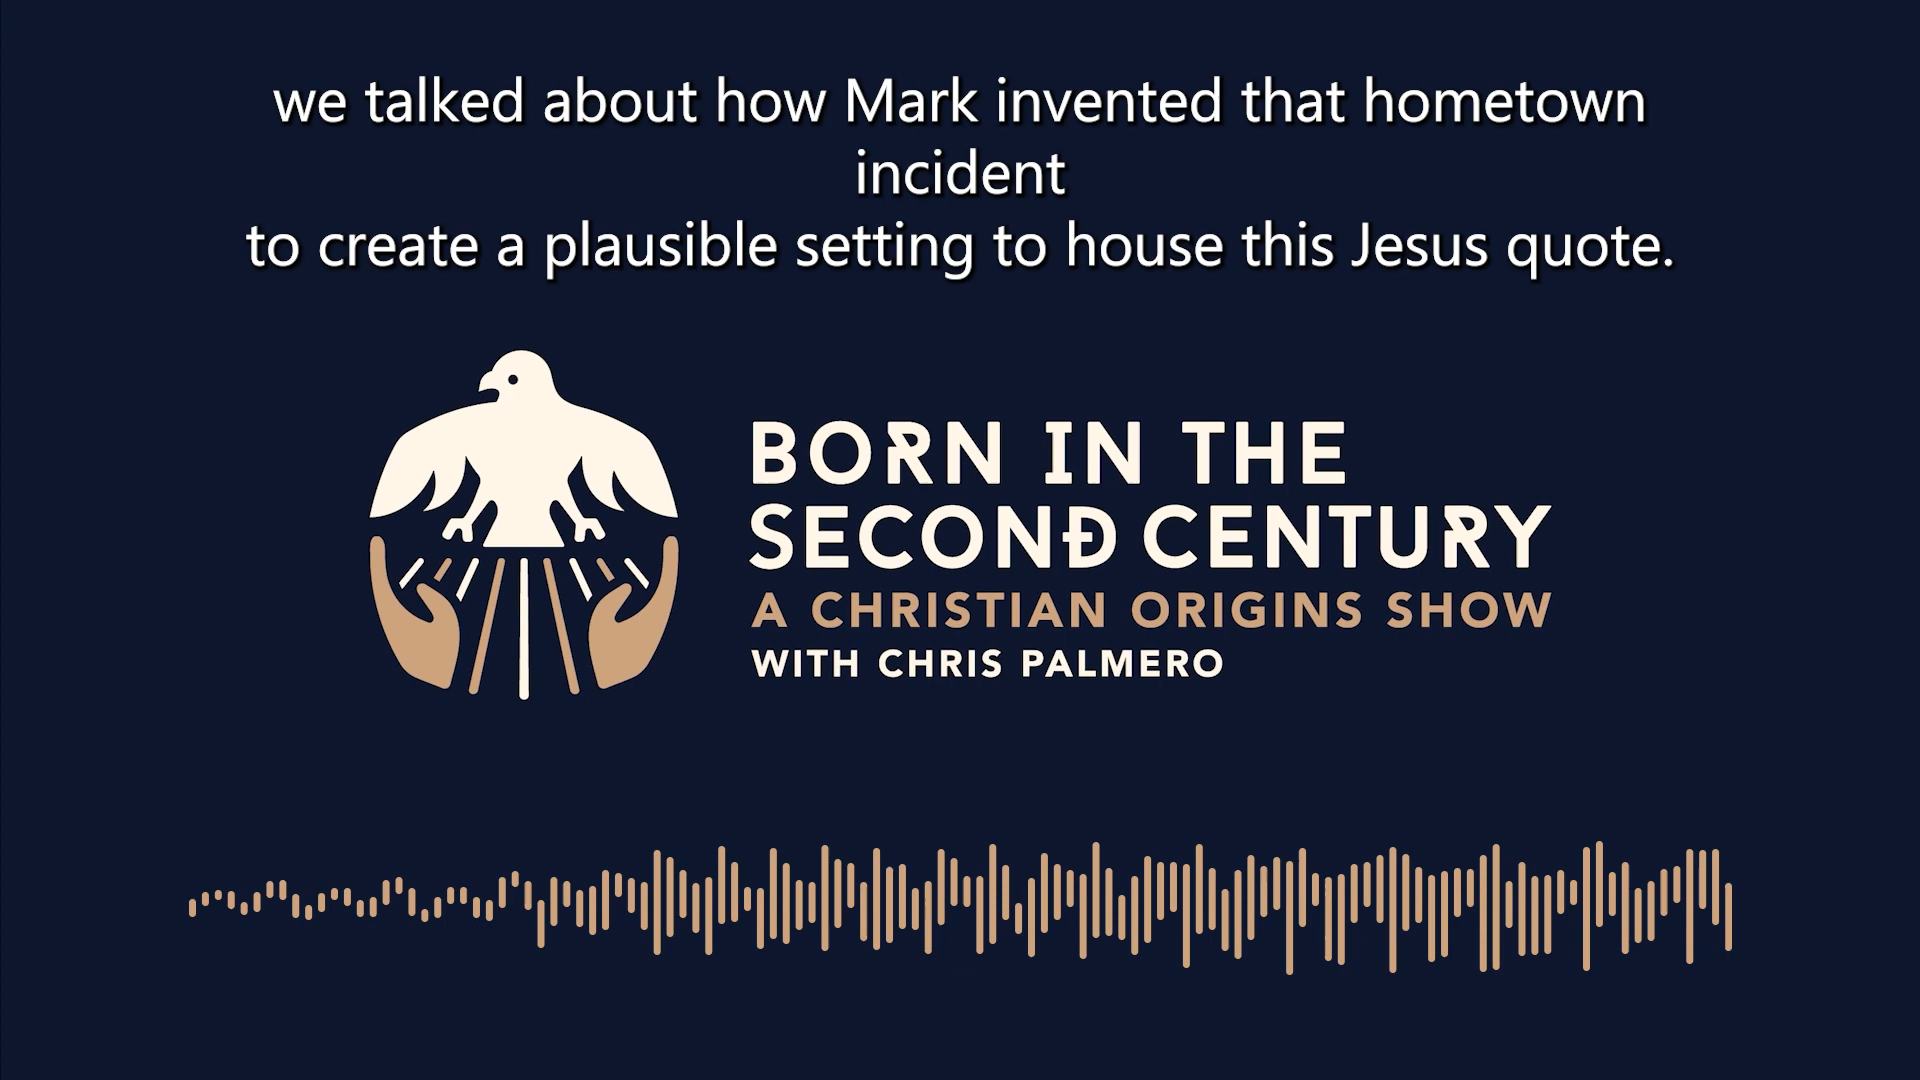 we talked about how Mark invented that hometown
incident
to create a plausible setting to house this Jesus quote.
BORN IN THE
SECOND CENTURY
A CHRISTIAN ORIGINS SHOW
WITH CHRIS PALMERO